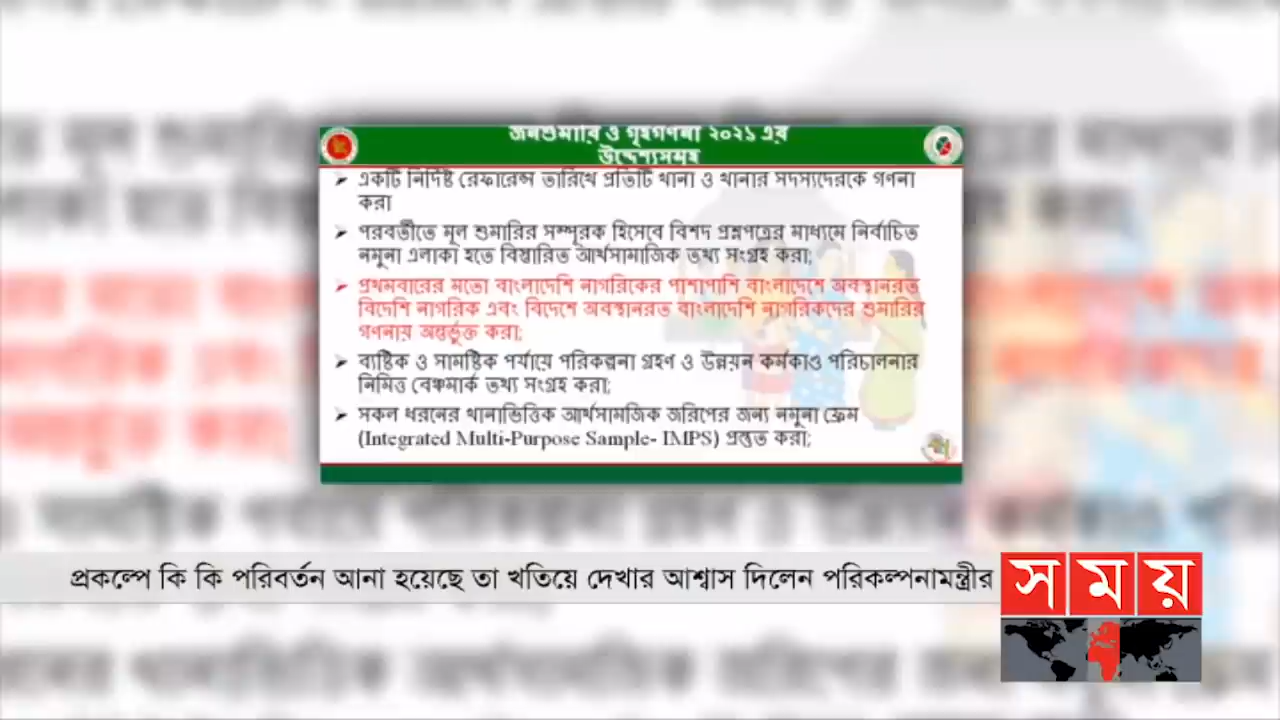 জনশুমারি ও গৃহগণনা ২০২১ এর
উদ্দেশ্যসমূহ
➢ একটি নির্দিষ্ট রেফারেন্স তারিখে প্রতিটি খানা ও খানার সদস্যদেরকে গণনা
করা
➢ পরবর্তীতে মূল শুমারির সম্পূরক হিসেবে বিশদ প্রশ্নপত্রের মাধ্যমে নির্বাচিত
নমুনা এলাকা হতে বিস্তারিত আর্থসামাজিক তথ্য সংগ্রহ করা;
➢ প্রথমবারের মতো বাংলাদেশি নাগরিকের পাশাপাশি বাংলাদেশে অবস্থানরত
বিদেশি নাগরিক এবং বিদেশে অবস্থানরত বাংলাদেশি নাগরিকদের শুমারির
গণনায় অন্তর্ভুক্ত করা;
➢ ব্যষ্টিক ও সামষ্টিক পর্যায়ে পরিকল্পনা গ্রহণ ও উন্নয়ন কর্মকাণ্ড পরিচালনার
নিমিত্ত বেঞ্চমার্ক তথ্য সংগ্রহ করা;
➢ সকল ধরনের খানাভিত্তিক আর্থসামজিক জরিপের জন্য নমুনা ফ্রেম
(Integrated Multi-Purpose Sample- IMPS) প্রস্তুত করা;
প্রকল্পে কি কি পরিবর্তন আনা হয়েছে তা খতিয়ে দেখার আশ্বাস দিলেন পরিকল্পনামন্ত্রীর
সময়